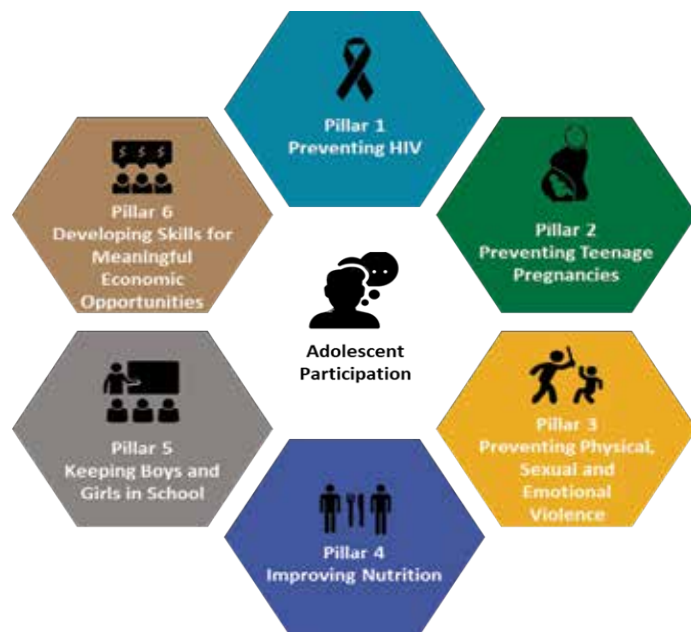 Pillar 1
Preventing HIV
Pillar 2
Preventing Teenage
Pregnancies
Pillar 3
Preventing Physical,
Sexual and
Emotional
Violence
Pillar 4
Improving Nutrition
Pillar 5
Keeping Boys and
Girls in School
Pillar 6
Developing Skills for
Meaningful
Economic
Opportunities
Adolescent
Participation